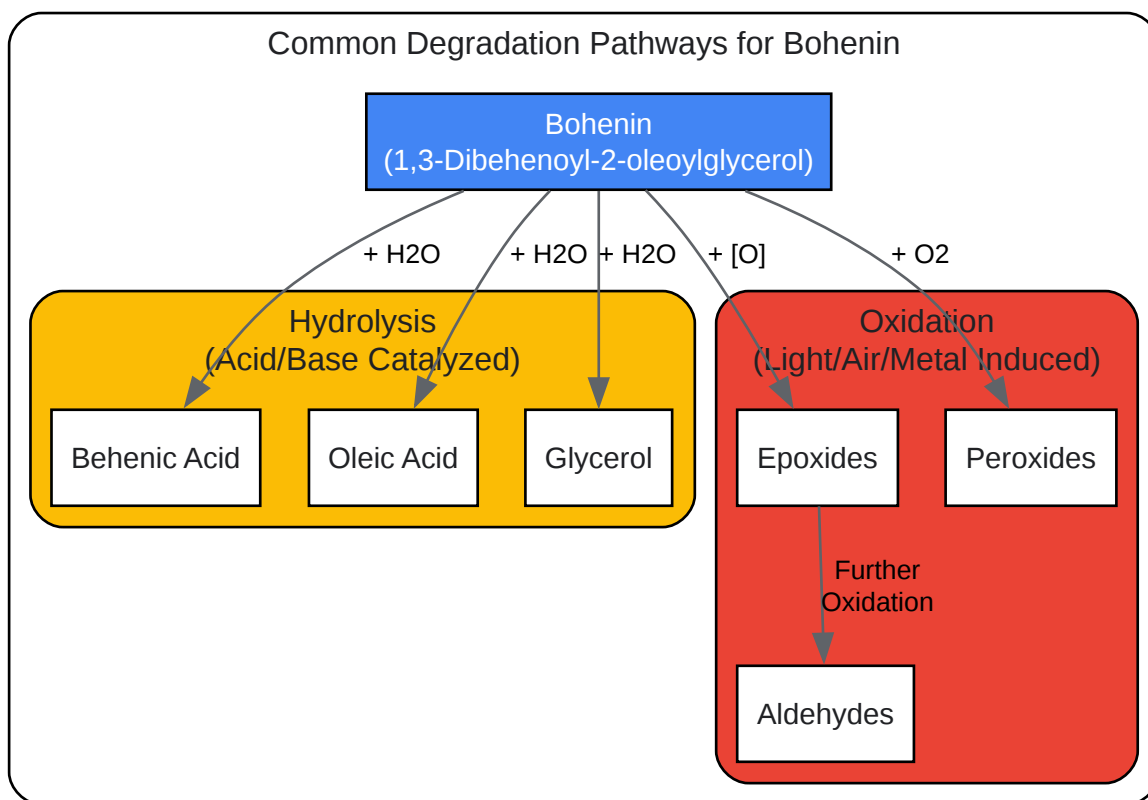 Common Degradation Pathways for Bohenin
Bohenin
(1,3-Dibehenoyl-2-oleoylglycerol)
+ H2O
+ H2O
+ H2O
+ [O]
+ O2
Hydrolysis
(Acid/Base Catalyzed)
Oxidation
(Light/Air/Metal Induced)
Behenic Acid
Oleic Acid
Glycerol
Epoxides
Peroxides
Further
Oxidation
Aldehydes